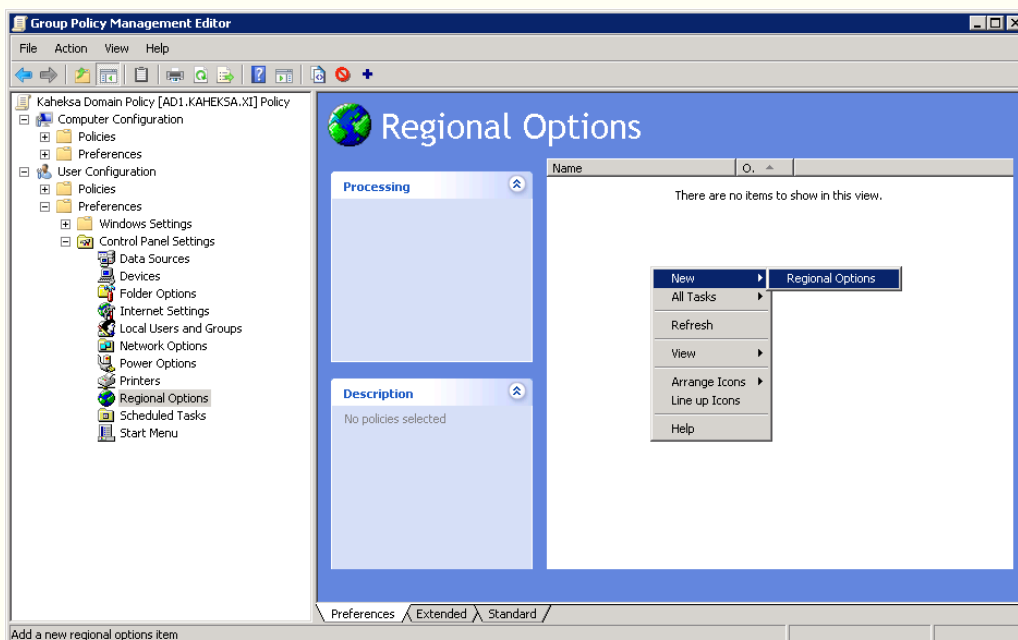 Group Policy Management Editor
File Action View Help
Kaheksa Domain Policy [AD1.KAHEKSA.XI] Policy
Computer Configuration
Policies
Preferences
User Configuration
Policies
Preferences
Windows Settings
Control Panel Settings
Data Sources
Devices
Folder Options
Internet Settings
Local Users and Groups
Network Options
Power Options
Printers
Regional Options
Scheduled Tasks
Start Menu
Regional Options
Processing
Description
No policies selected
Name O.
There are no items to show in this view.
New Regional Options
All Tasks
Refresh
View
Arrange Icons
Line up Icons
Help
Preferences Extended Standard
Add a new regional options item